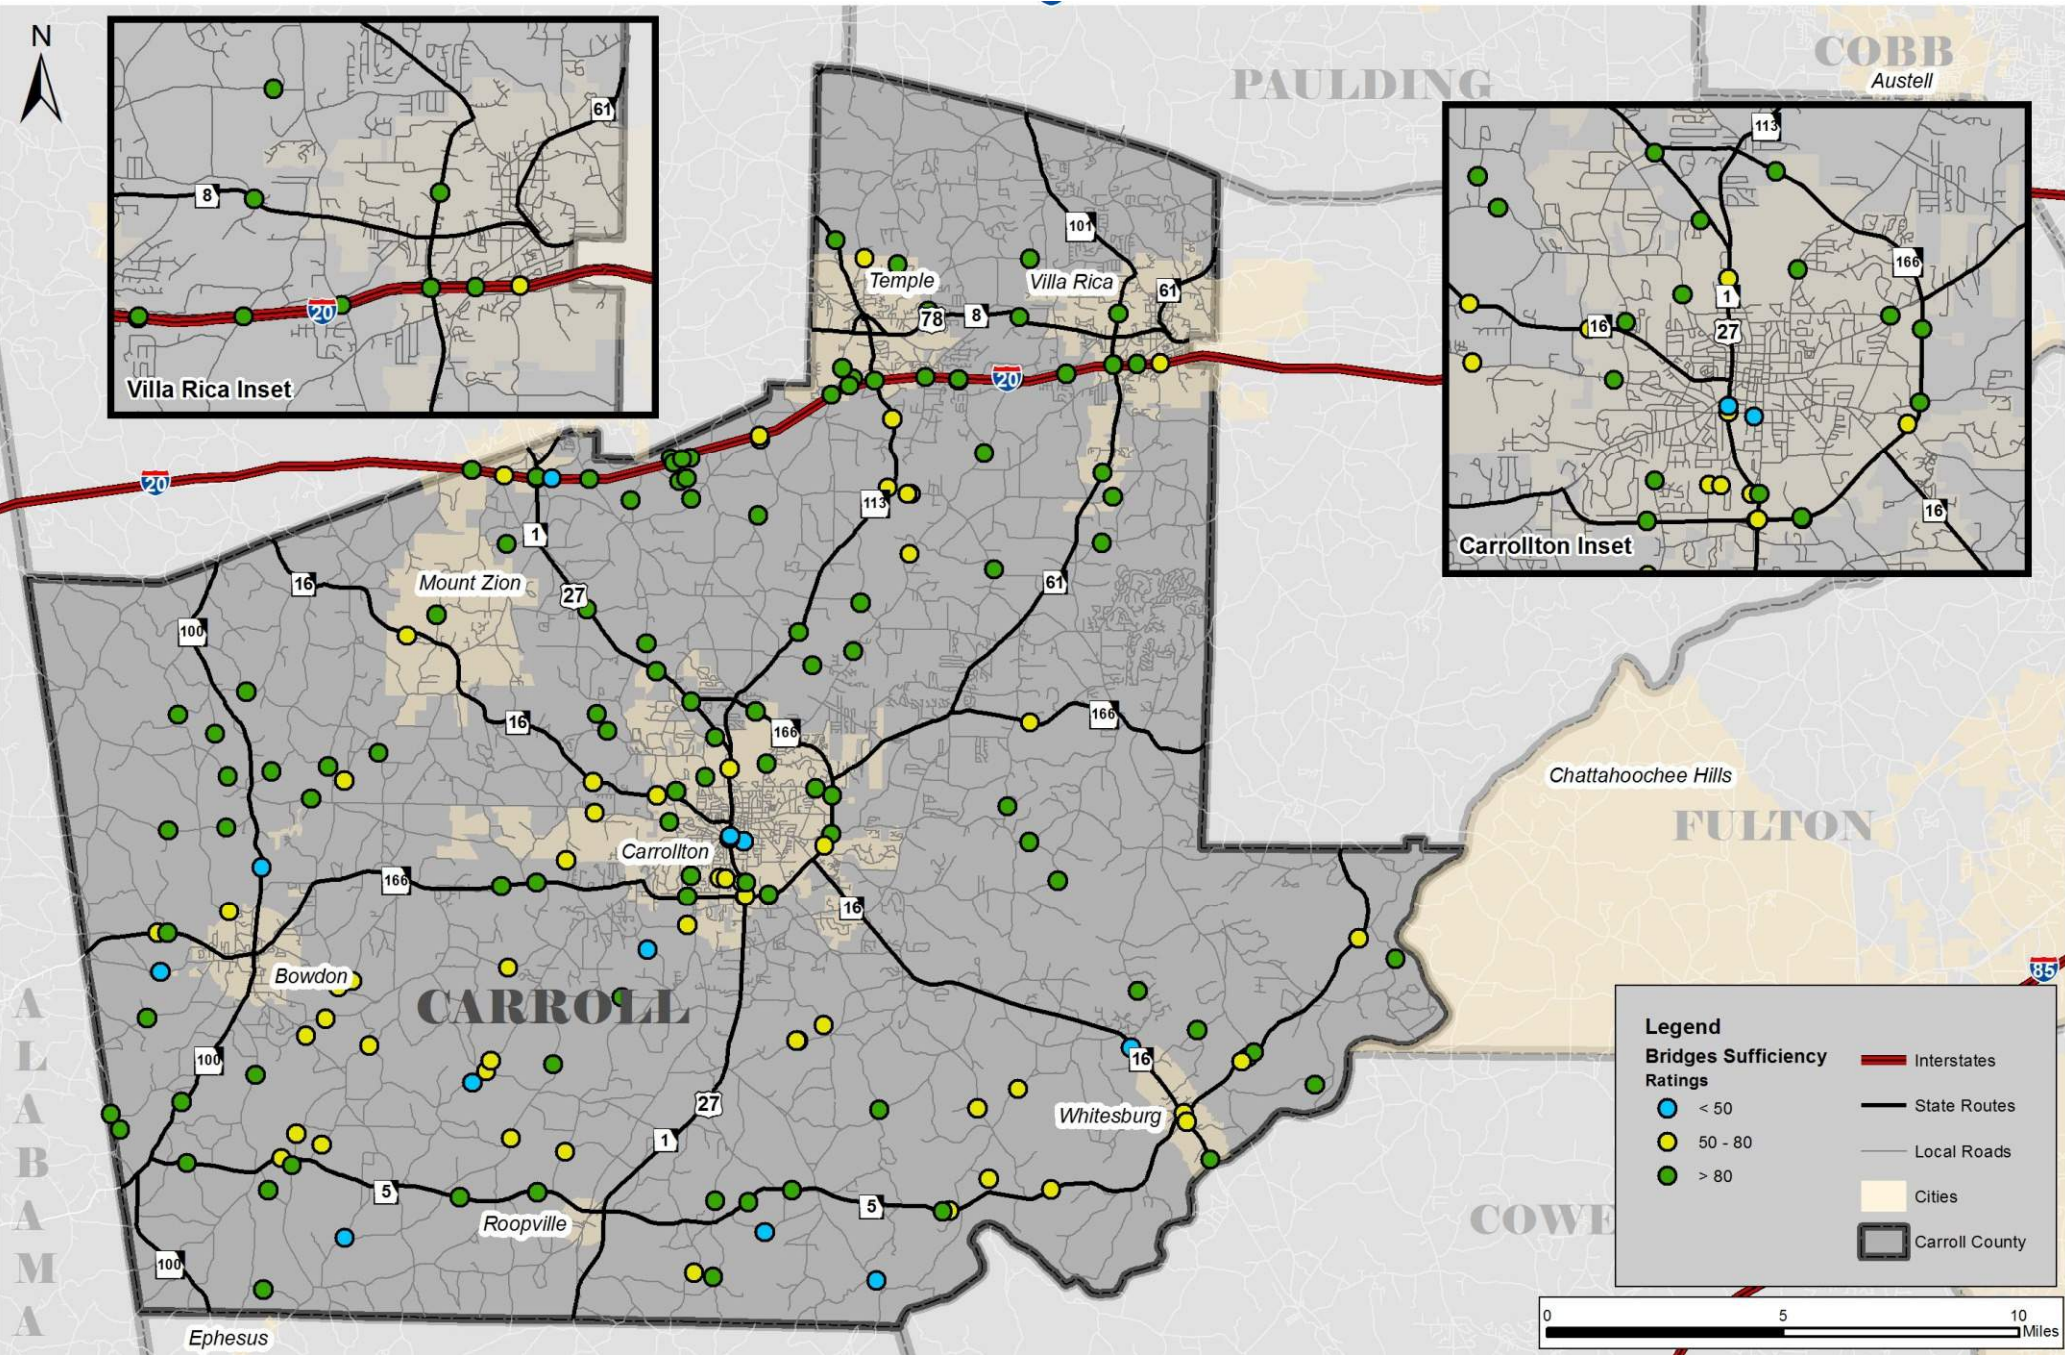 N
61
8
20
Villa Rica Inset
PAULDING
COBB
Austell
113
166
16
1
27
16
Carrollton Inset
101
Temple
Villa Rica
61
78
8
20
20
113
1
16
Mount Zion
27
61
100
16
166
166
Chattahoochee Hills
FULTON
Carrollton
166
16
Bowdon
CARROLL
85
ALABAMA
100
16
27
Whitesburg
1
5
5
Roopville
COWE
100
Ephesus
Legend
Bridges Sufficiency
Ratings
< 50
50 - 80
> 80
Interstates
State Routes
Local Roads
Cities
Carroll County
0 5 10
Miles